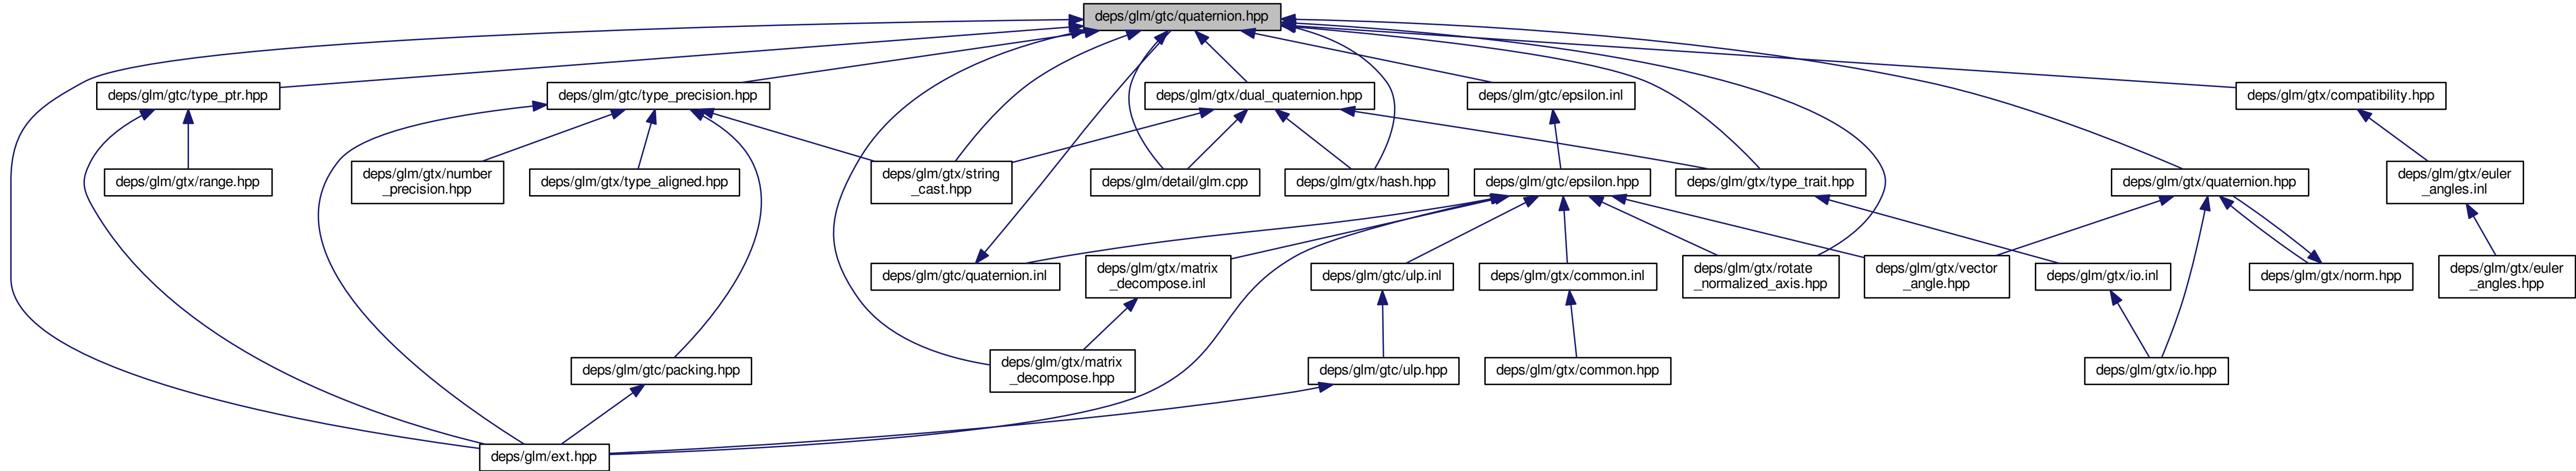 deps/glm/gtc/quaternion.hpp
deps/glm/gtc/type_ptr.hpp
deps/glm/gtc/type_precision.hpp
deps/glm/gtx/dual_quaternion.hpp
deps/glm/gtc/epsilon.inl
deps/glm/gtx/compatibility.hpp
deps/glm/gtx/range.hpp
deps/glm/gtx/number
_precision.hpp
deps/glm/gtx/type_aligned.hpp
deps/glm/gtx/string
_cast.hpp
deps/glm/detail/glm.cpp
deps/glm/gtx/hash.hpp
deps/glm/gtc/epsilon.hpp
deps/glm/gtx/type_trait.hpp
deps/glm/gtx/quaternion.hpp
deps/glm/gtx/euler
_angles.inl
deps/glm/gtc/quaternion.inl
deps/glm/gtx/matrix
_decompose.inl
deps/glm/gtc/ulp.inl
deps/glm/gtx/common.inl
deps/glm/gtx/rotate
_normalized_axis.hpp
deps/glm/gtx/vector
_angle.hpp
deps/glm/gtx/io.inl
deps/glm/gtx/norm.hpp
deps/glm/gtx/euler
_angles.hpp
deps/glm/gtc/packing.hpp
deps/glm/gtx/matrix
_decompose.hpp
deps/glm/gtc/ulp.hpp
deps/glm/gtx/common.hpp
deps/glm/gtx/io.hpp
deps/glm/ext.hpp